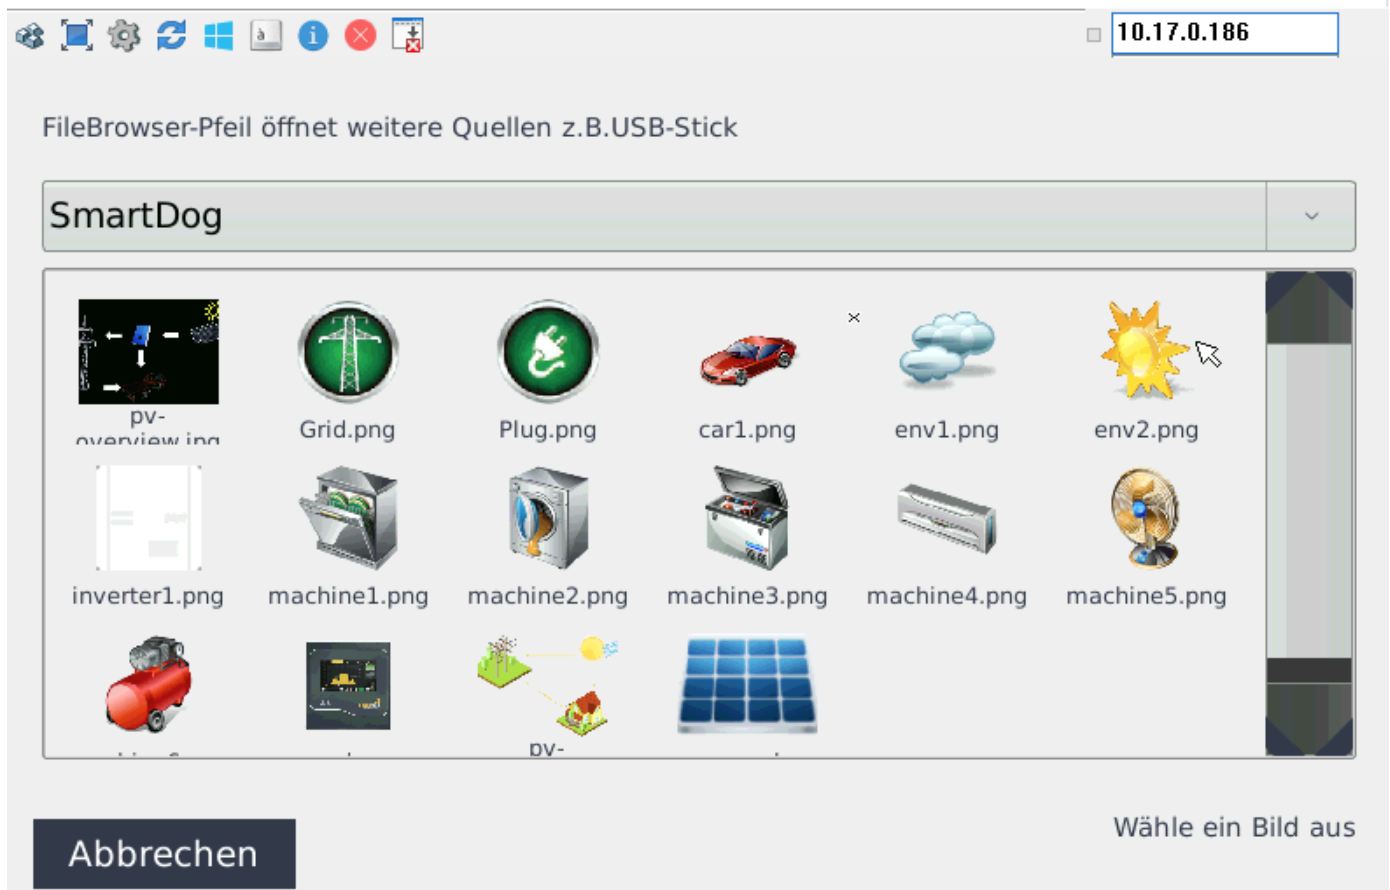 10.17.0.186
FileBrowser-Pfeil öffnet weitere Quellen z.B.USB-Stick
SmartDog
pv-
overview.jpg
Grid.png
Plug.png
car1.png
env1.png
env2.png
inverter1.png
machine1.png
machine2.png
machine3.png
machine4.png
machine5.png
pv-
Wähle ein Bild aus
Abbrechen